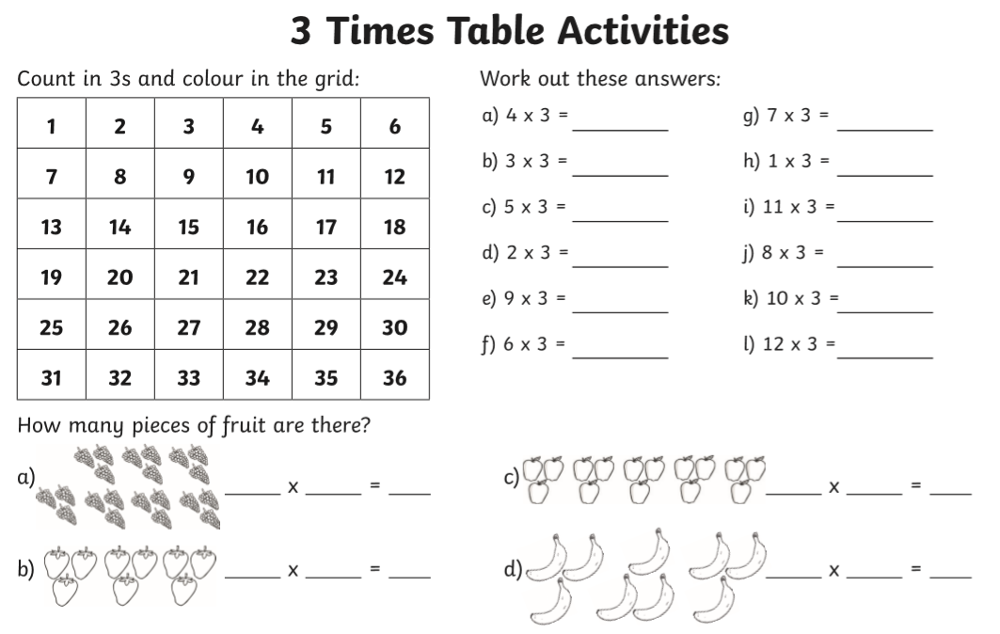 3 Times Table Activities
Count in 3s and colour in the grid:
1 2 3 4 5 6
7 8 9 10 11 12
13 14 15 16 17 18
19 20 21 22 23 24
25 26 27 28 29 30
31 32 33 34 35 36
Work out these answers:
a) 4 x 3 = ________
b) 3 x 3 = ________
c) 5 x 3 = ________
d) 2 x 3 = ________
e) 9 x 3 = ________
f) 6 x 3 = ________
g) 7 x 3 = ________
h) 1 x 3 = ________
i) 11 x 3 = ________
j) 8 x 3 = ________
k) 10 x 3 = ________
l) 12 x 3 = ________
How many pieces of fruit are there?
a) _____ x _____ = ____
b) _____ x _____ = ____
c) _____ x _____ = ____
d) _____ x _____ = ____